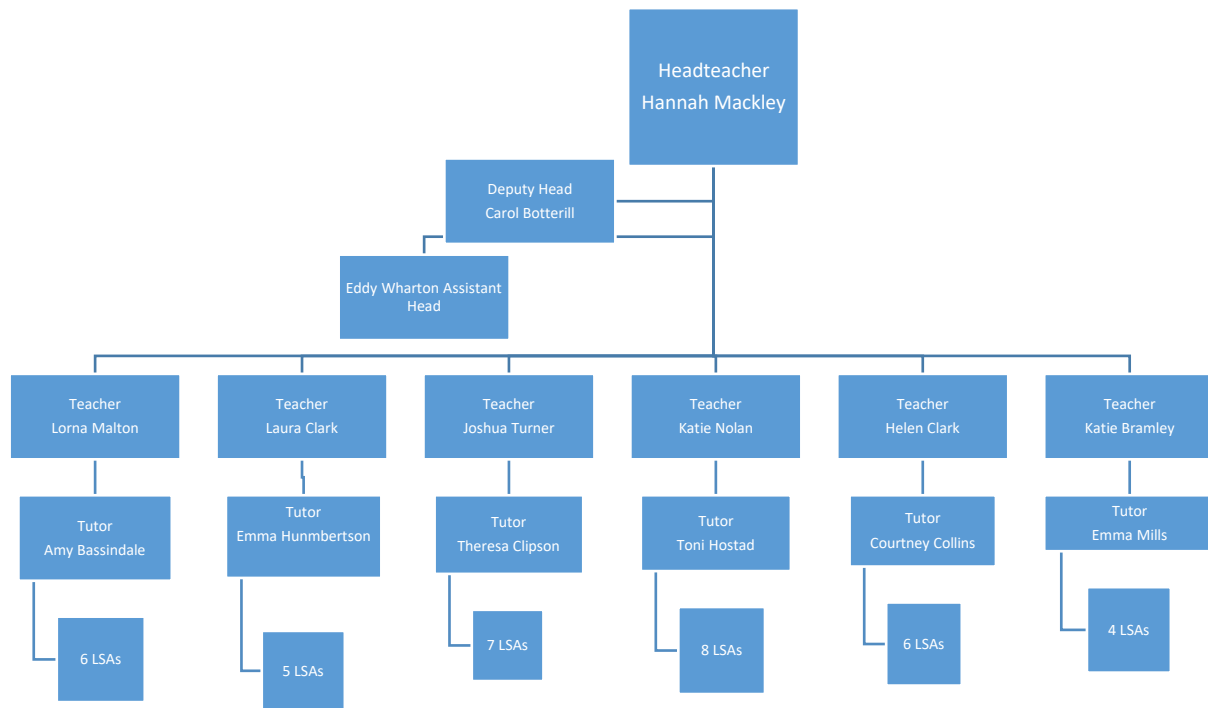 Headteacher
Hannah Mackley
Deputy Head
Carol Botterill
Eddy Wharton Assistant
Head
Teacher
Lorna Malton
Teacher
Laura Clark
Teacher
Joshua Turner
Teacher
Katie Nolan
Teacher
Helen Clark
Teacher
Katie Bramley
Tutor
Amy Bassindale
Tutor
Emma Hunmbertson
Tutor
Theresa Clipson
Tutor
Toni Hostad
Tutor
Courtney Collins
Tutor
Emma Mills
6 LSAs
5 LSAs
7 LSAs
8 LSAs
6 LSAs
4 LSAs